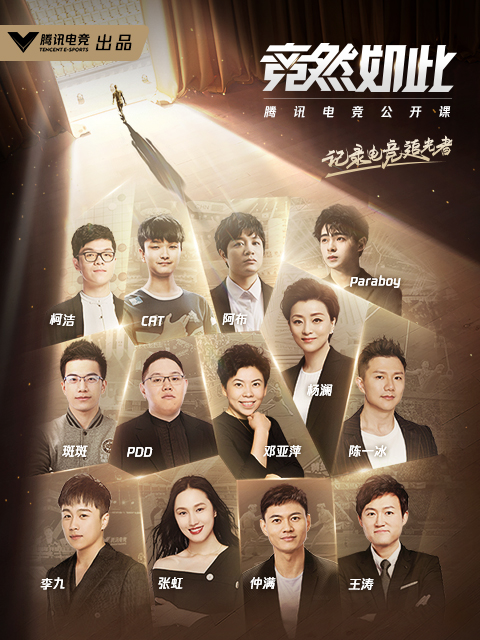 腾讯电竞 出品
TENCENT E-SPORTS
竞然如此
腾讯电竞公开课
记录电竞追光者
柯洁
CAT
阿布
Paraboy
杨澜
斑斑
PDD
邓亚萍
陈一冰
李九
张虹
仲满
王涛